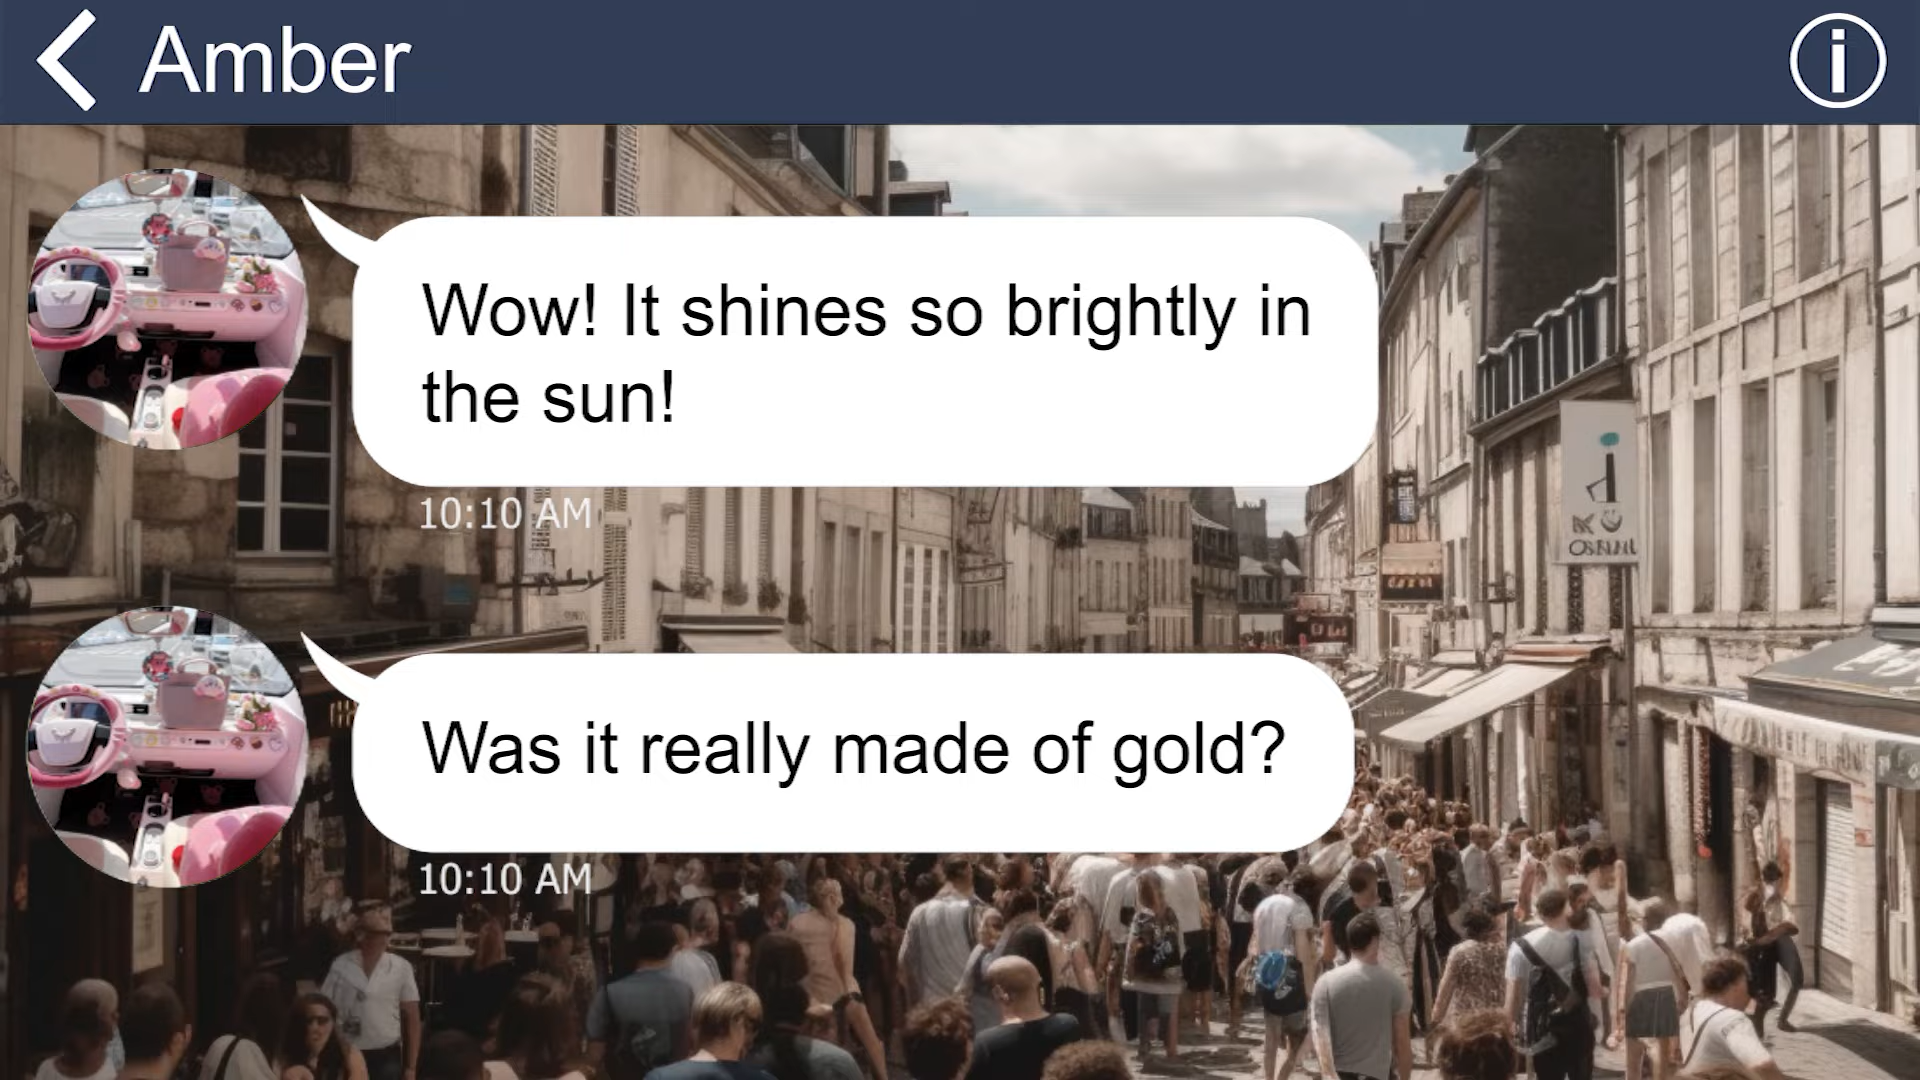 Amber
Wow! It shines so brightly in
the sun!
10:10 AM
Was it really made of gold?
10:10 AM